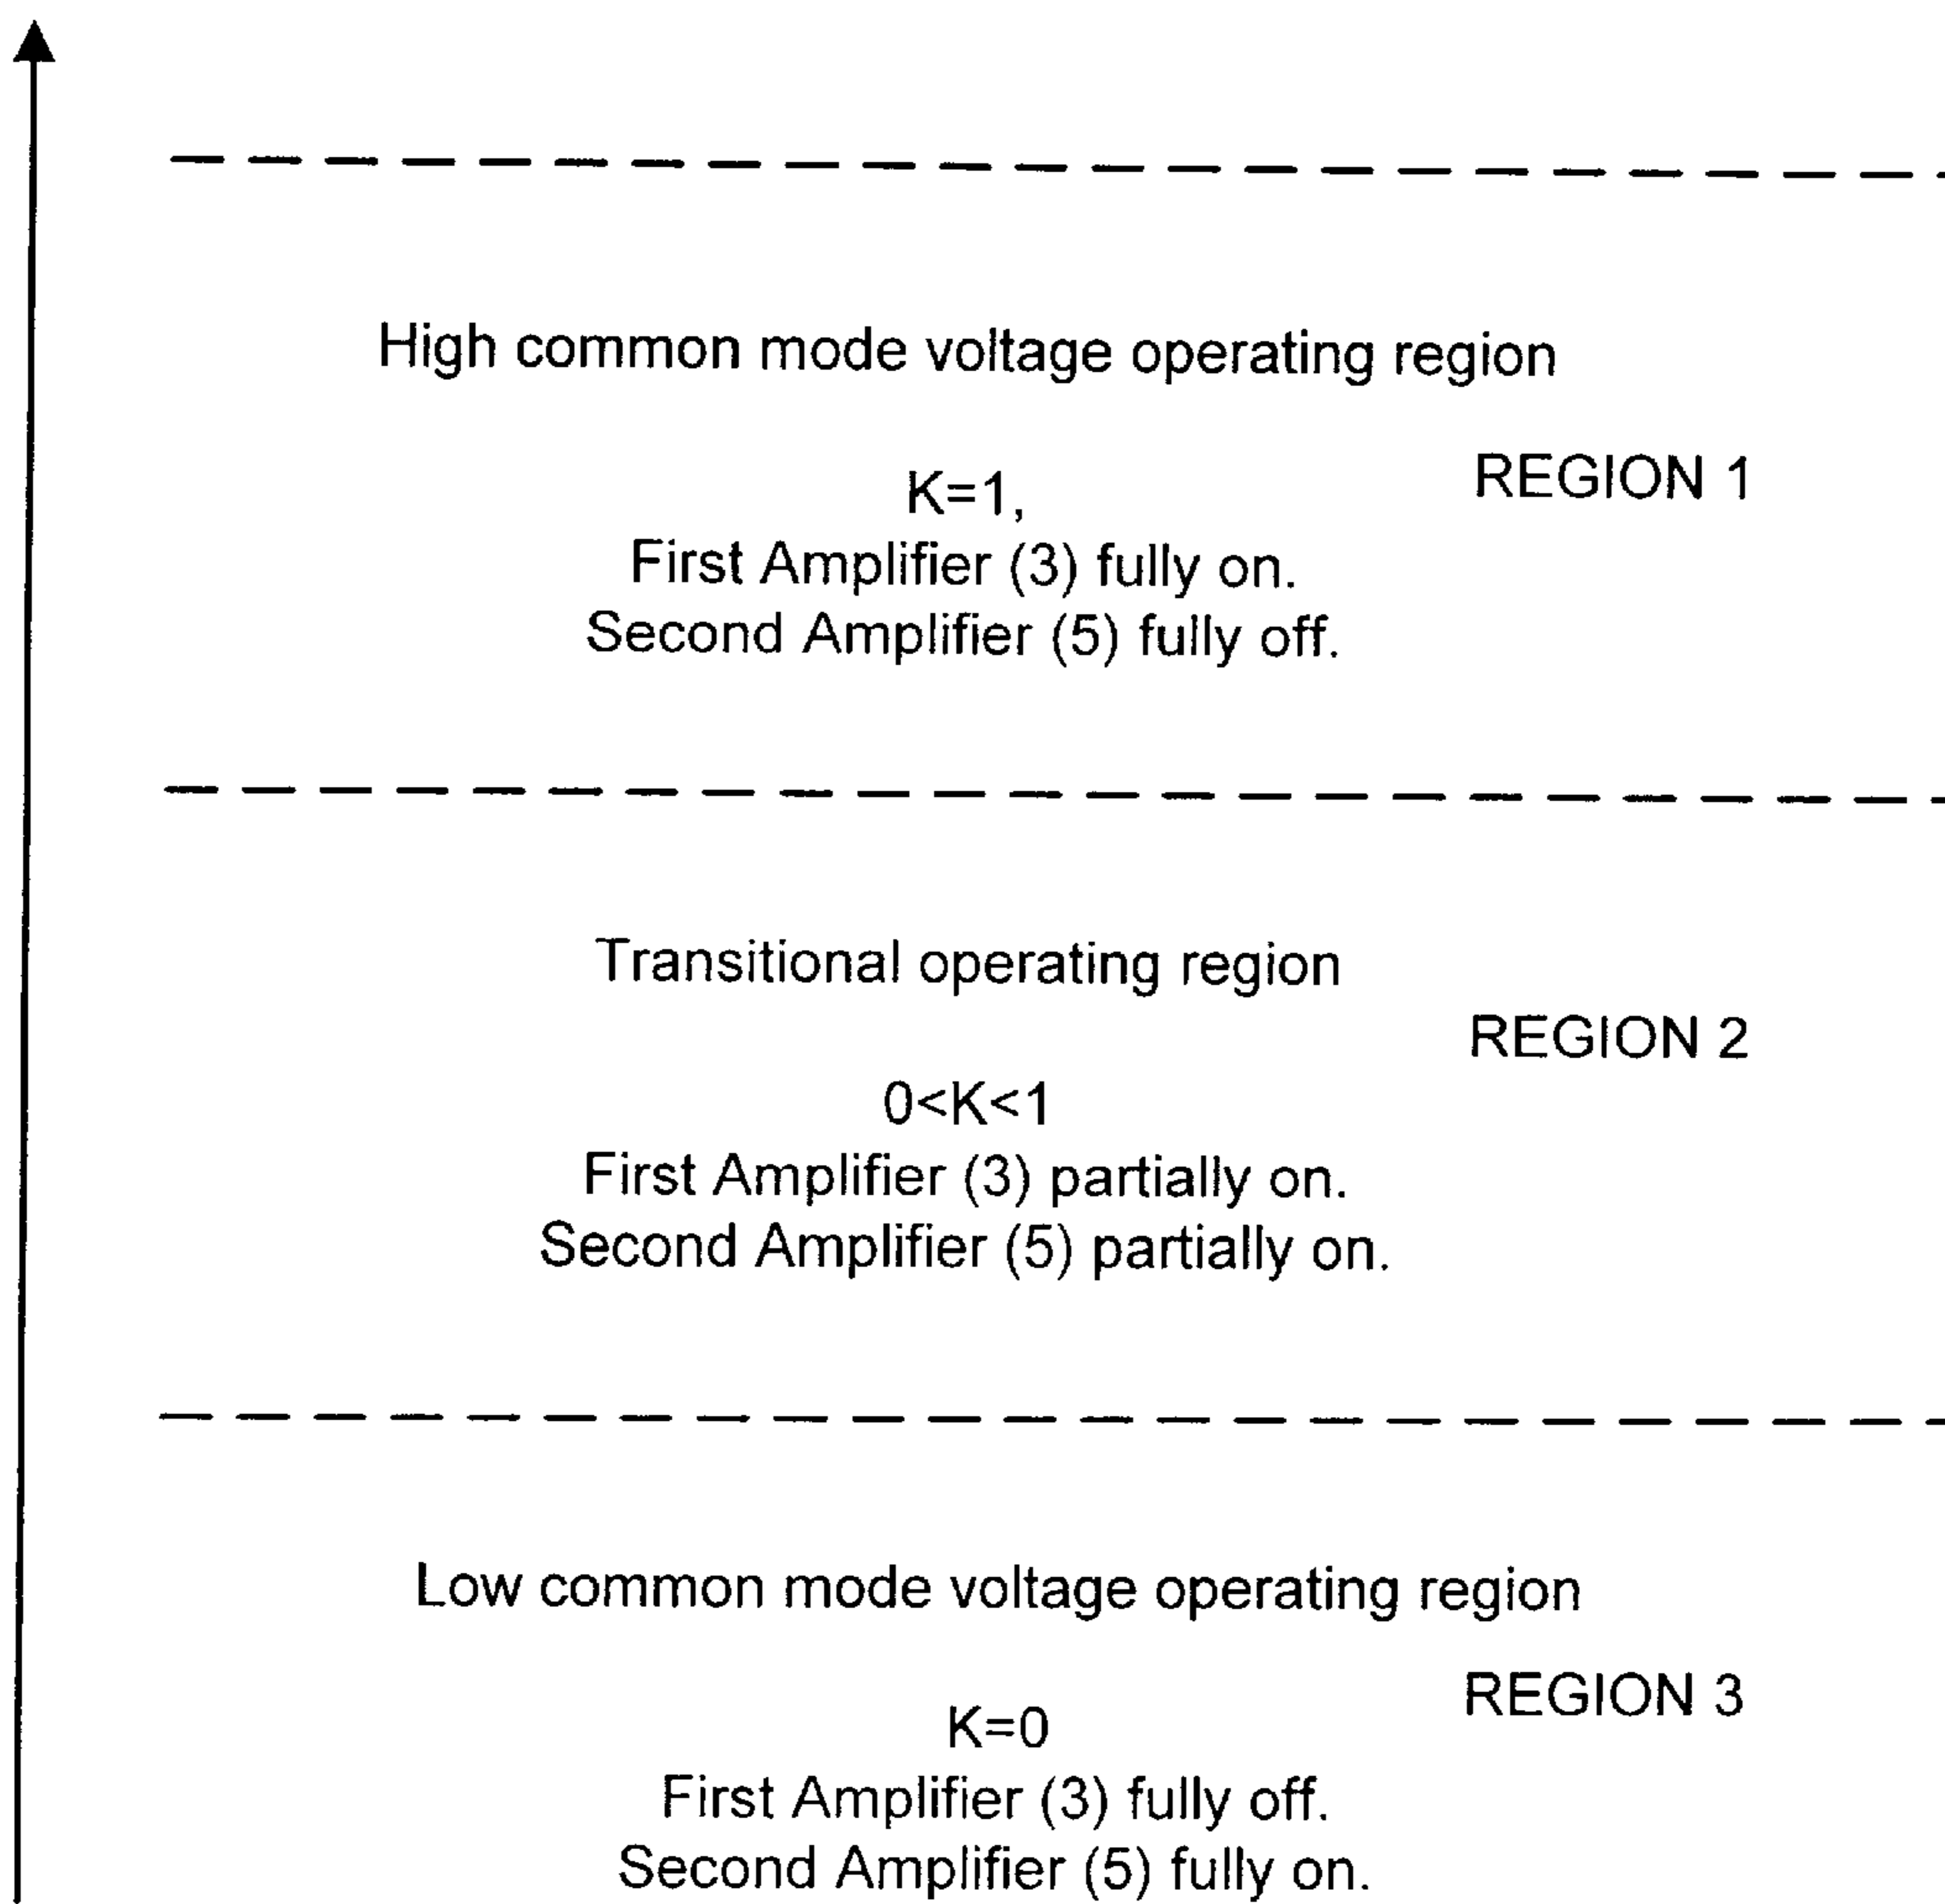 High common mode voltage operating region
REGION 1
K=1,
First Amplifier (3) fully on.
Second Amplifier (5) fully off.
Transitional operating region
REGION 2
0<K<1
First Amplifier (3) partially on.
Second Amplifier (5) partially on.
Low common mode voltage operating region
REGION 3
K=0
First Amplifier (3) fully off.
Second Amplifier (5) fully on.